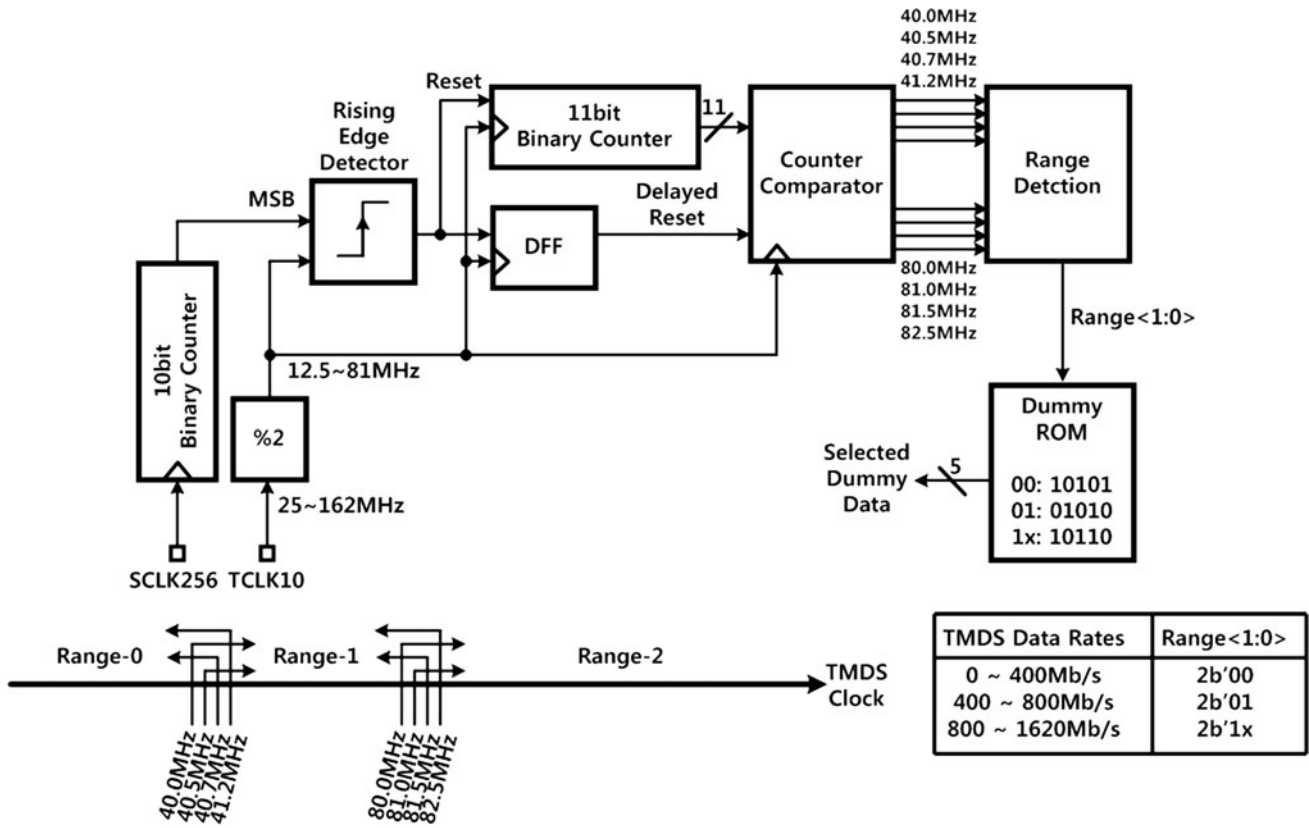 40.0MHz
40.5MHz
40.7MHz
41.2MHz
Reset
Rising
Edge
Detector
11bit
Binary Counter
11
Counter
Comparator
Range
Detction
MSB
Delayed
Reset
DFF
80.0MHz
81.0MHz
81.5MHz
82.5MHz
Range<1:0>
10bit
Binary Counter
12.5~81MHz
%2
25~162MHz
SCLK256
TCLK10
Dummy
ROM
00: 10101
01: 01010
1x: 10110
5
Selected
Dummy
Data
Range-0
Range-1
Range-2
TMDS
Clock
40.0MHz
40.5MHz
40.7MHz
41.2MHz
80.0MHz
81.0MHz
81.5MHz
82.5MHz
TMDS Data Rates Range<1:0>
0 ~ 400Mb/s 2b'00
400 ~ 800Mb/s 2b'01
800 ~ 1620Mb/s 2b'1x